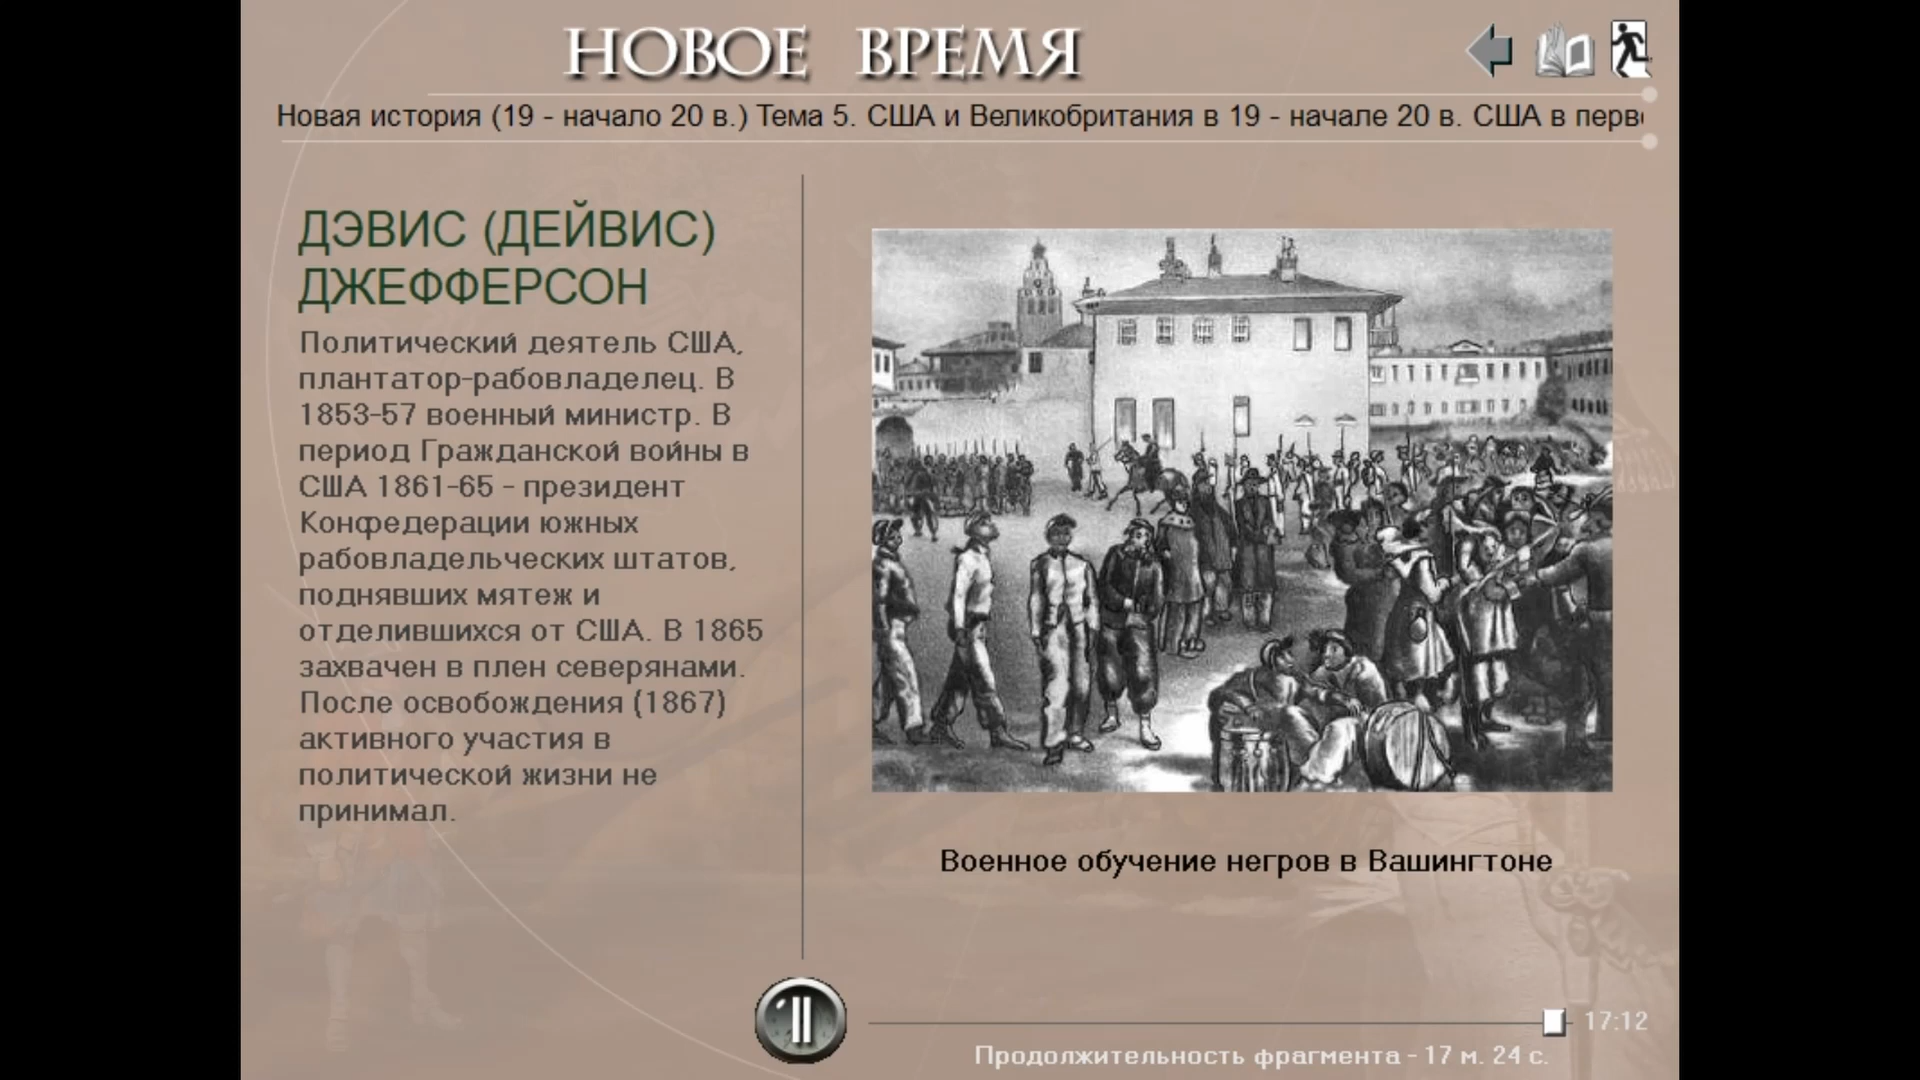 НОВОЕ ВРЕМЯ
Новая история (19 - начало 20 в.) Тема 5. США и Великобритания в 19 - начале 20 в. США в перв
ДЭВИС (ДЕЙВИС)
ДЖЕФФЕРСОН
Политический деятель США,
плантатор-рабовладелец. В
1853-57 военный министр. В
период Гражданской войны в
США 1861-65 - президент
Конфедерации южных
рабовладельческих штатов,
поднявших мятеж и
отделившихся от США. В 1865
захвачен в плен северянами.
После освобождения (1867)
активного участия в
политической жизни не
принимал.
Военное обучение негров в Вашингтоне
17:12
Продолжительность фрагмента - 17 м. 24 с.